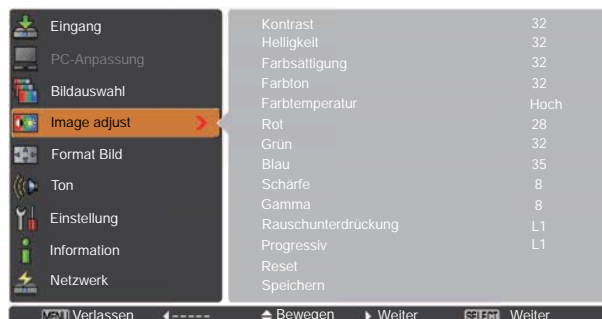 Eingang
PC-Anpassung
Bildauswahl
Image adjust
Format Bild
Ton
Einstellung
Information
Netzwerk
Kontrast 32
Helligkeit 32
Farbsättigung 32
Farbton 32
Farbtemperatur Hoch
Rot 28
Grün 32
Blau 35
Schärfe 8
Gamma 8
Rauschunterdrückung L1
Progressiv L1
Reset
Speichern
MENU Verlassen ----- Bewegen Weiter SELECT Weiter